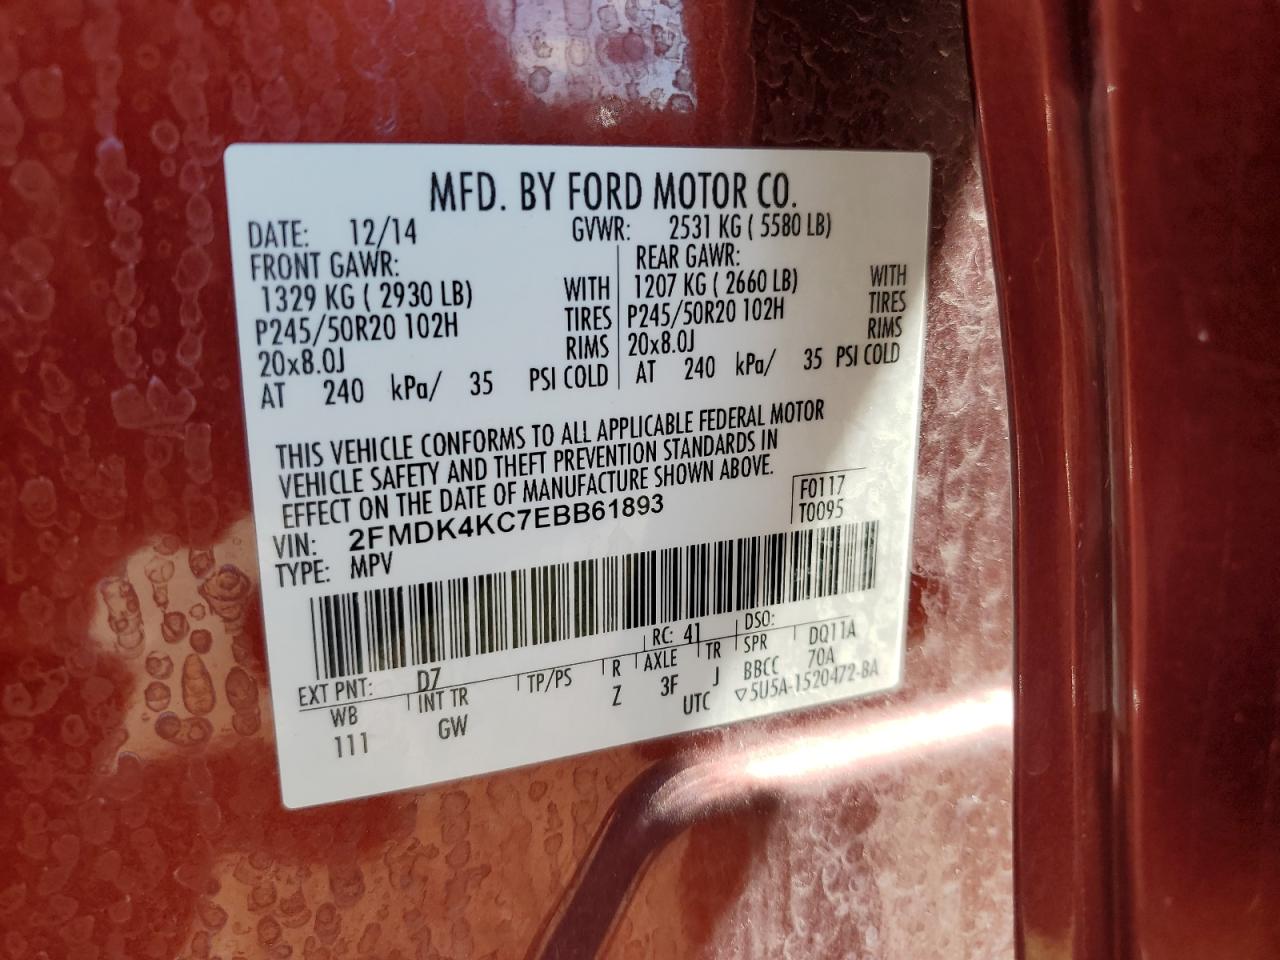 MFD. BY FORD MOTOR CO.
DATE: 12/14 GVWR: 2531 KG ( 5580 LB)
FRONT GAWR: REAR GAWR:
1329 KG ( 2930 LB) WITH 1207 KG ( 2660 LB) WITH
P245/50R20 102H TIRES P245/50R20 102H TIRES
20x8.0J RIMS 20x8.0J RIMS
AT 240 kPa/ 35 PSI COLD AT 240 kPa/ 35 PSI COLD
THIS VEHICLE CONFORMS TO ALL APPLICABLE FEDERAL MOTOR
VEHICLE SAFETY AND THEFT PREVENTION STANDARDS IN
EFFECT ON THE DATE OF MANUFACTURE SHOWN ABOVE.
VIN: 2FMDK4KC7EBB61893 F0117
TYPE: MPV T0095
EXT PNT: D7 RC: 41 DSO:
WB INT TR TP/PS R AXLE TR SPR DQ11A
111 GW Z 3F J BBCC 70A
UTC ▽5U5A-1520472-BA